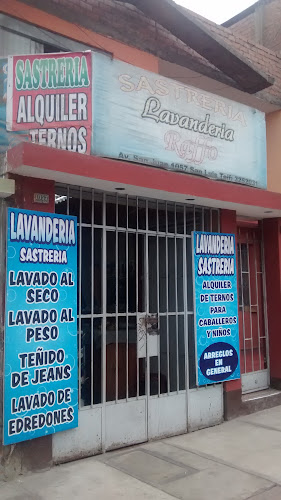 SASTRERIA
ALQUILER
TERNOS
SASTRERIA
Lavanderia
LAVANDERIA
SASTRERIA
LAVADO AL
SECO
LAVADO AL
PESO
TEÑIDO
DE JEANS
LAVADO DE
EDREDONES
LAVANDERIA
SASTRERIA
ALQUILER
DE TERNOS
PARA
CABALLEROS
Y NIÑOS
ARREGLOS
EN
GENERAL